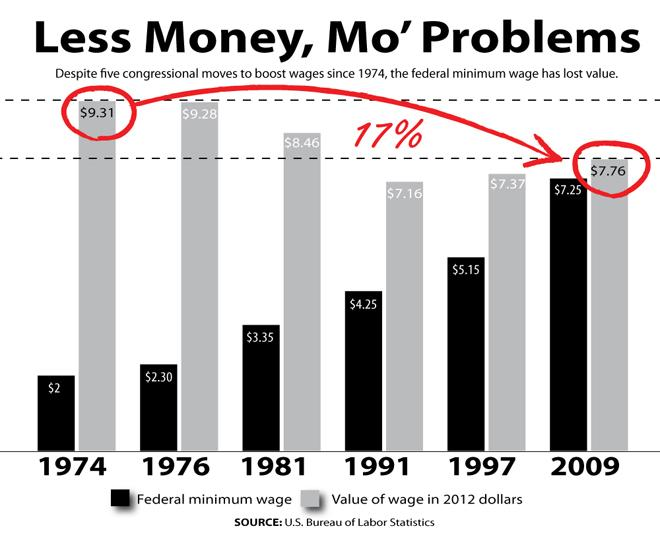 Less Money, Mo' Problems
Despite five congressional moves to boost wages since 1974, the federal minimum wage has lost value.
$9.31
$9.28
$8.46
17%
$7.16
$7.37
$7.25
$7.76
$5.15
$4.25
$3.35
$2.30
$2
1974 1976 1981 1991 1997 2009
Federal minimum wage Value of wage in 2012 dollars
SOURCE: U.S. Bureau of Labor Statistics